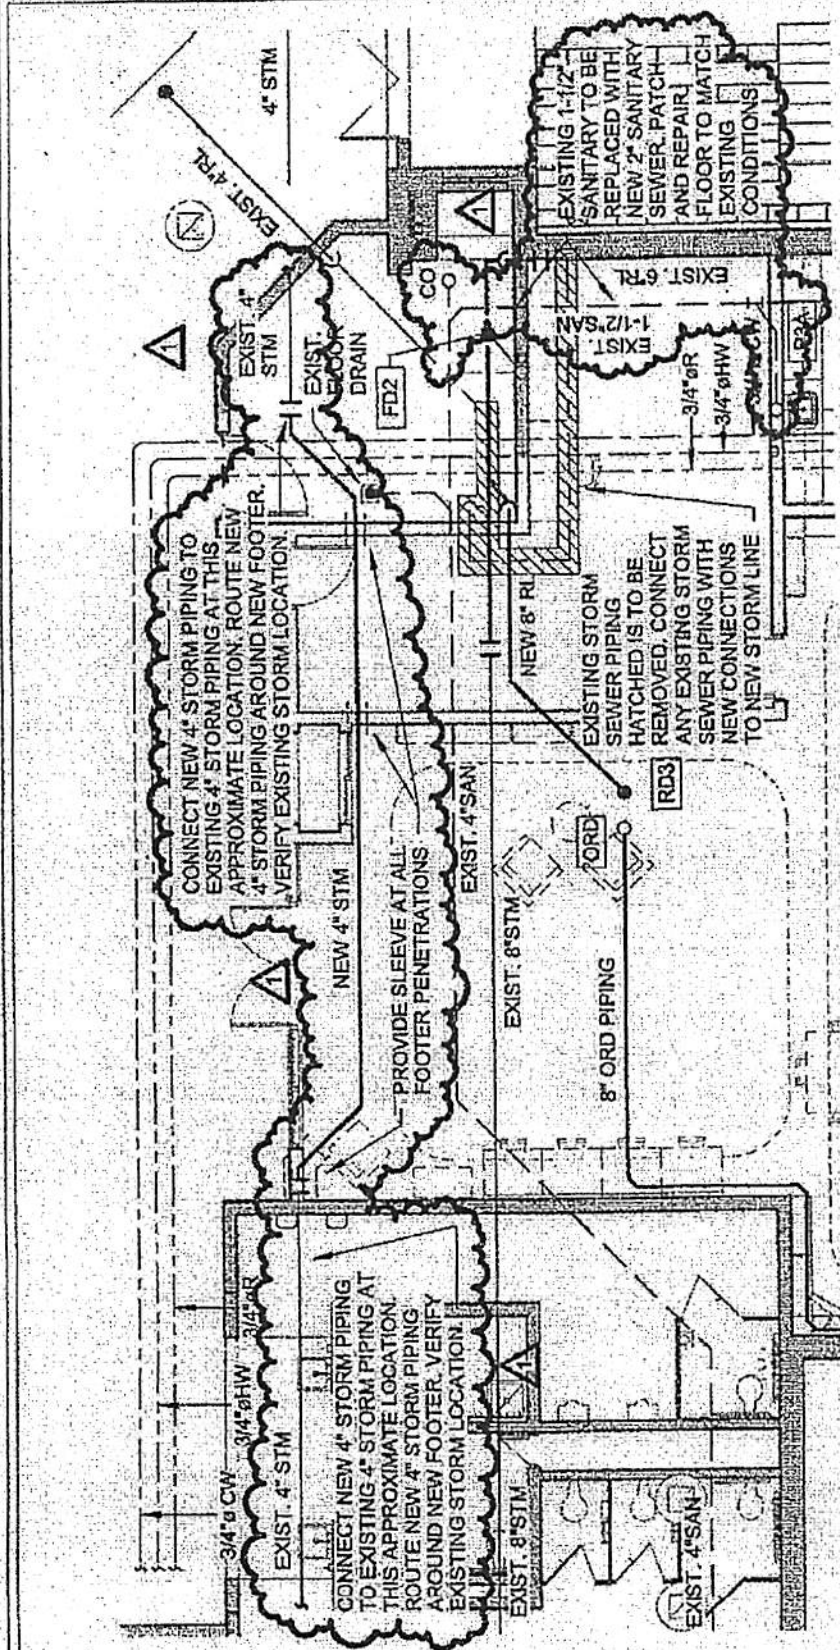 4" STM
EXIST. 4"RL
N
EXISTING 1-1/2"
SANITARY TO BE
REPLACED WITH
NEW 2" SANITARY
SEWER. PATCH
AND REPAIR
FLOOR TO MATCH
EXISTING
CONDITIONS
1
EXIST. 4"
STM
EXIST.
FLOOR
DRAIN
FD2
CO
1
EXIST. 6"RL
EXIST.
1-1/2"SAN
3/4"øR
3/4"øHW
CONNECT NEW 4" STORM PIPING TO
EXISTING 4" STORM PIPING AT THIS
APPROXIMATE LOCATION. ROUTE NEW
4" STORM PIPING AROUND NEW FOOTER.
VERIFY EXISTING STORM LOCATION.
NEW 8" RL
EXISTING STORM
SEWER PIPING
HATCHED IS TO BE
REMOVED. CONNECT
ANY EXISTING STORM
SEWER PIPING WITH
NEW CONNECTIONS
TO NEW STORM LINE
RD3
ORD
1
NEW 4" STM
PROVIDE SLEEVE AT ALL
FOOTER PENETRATIONS
EXIST. 4"SAN
EXIST. 8"STM
8" ORD PIPING
3/4"ø CW
3/4"øHW
3/4"øR
EXIST. 4" STM
CONNECT NEW 4" STORM PIPING
TO EXISTING 4" STORM PIPING AT
THIS APPROXIMATE LOCATION.
ROUTE NEW 4" STORM PIPING
AROUND NEW FOOTER. VERIFY
EXISTING STORM LOCATION.
1
EXIST. 8"STM
EXIST. 4"SAN